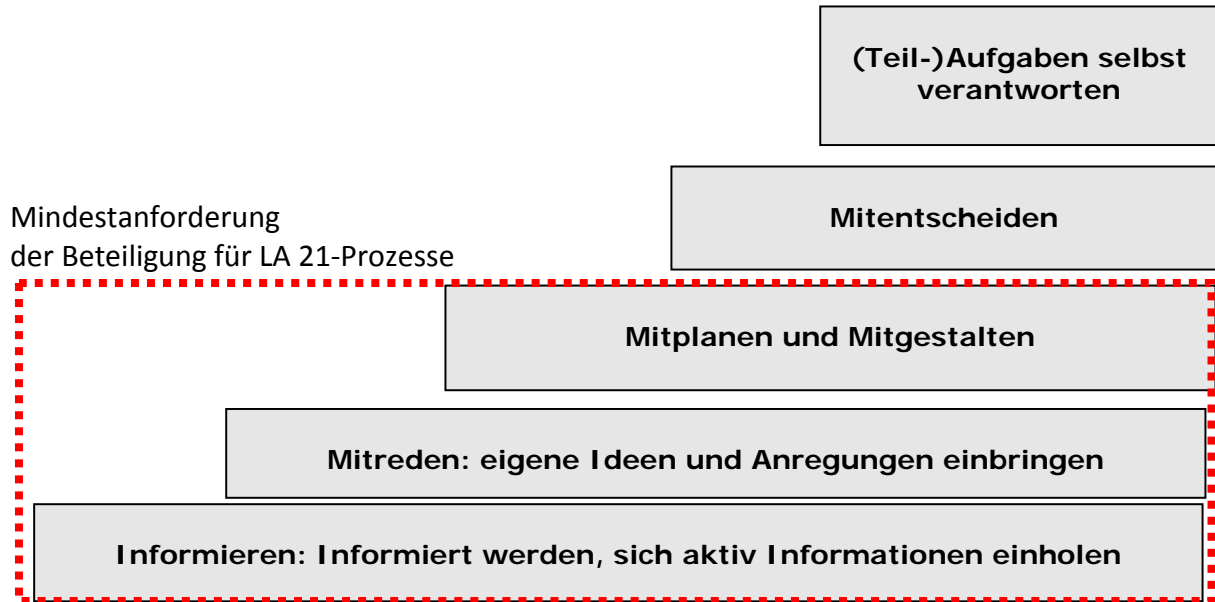 (Teil-)Aufgaben selbst
verantworten
Mitentscheiden
Mindestanforderung
der Beteiligung für LA 21-Prozesse
Mitplanen und Mitgestalten
Mitreden: eigene Ideen und Anregungen einbringen
Informieren: Informiert werden, sich aktiv Informationen einholen